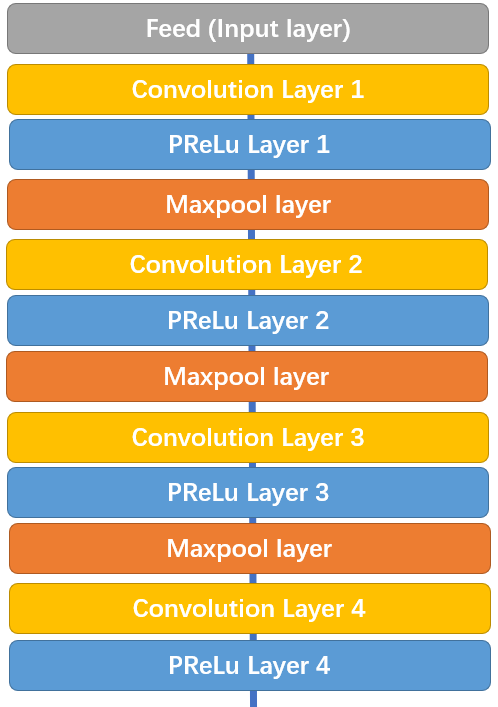 Feed (Input layer)
Convolution Layer 1
PReLu Layer 1
Maxpool layer
Convolution Layer 2
PReLu Layer 2
Maxpool layer
Convolution Layer 3
PReLu Layer 3
Maxpool layer
Convolution Layer 4
PReLu Layer 4